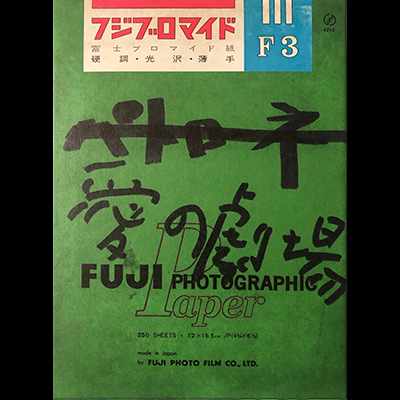 フジブロマイド
富士ブロマイド紙
硬調・光沢・薄手
F3
ペトロネ
愛の劇場
FUJI PHOTOGRAPHIC
Paper
250 SHEETS
made in Japan
by FUJI PHOTO FILM CO., LTD.